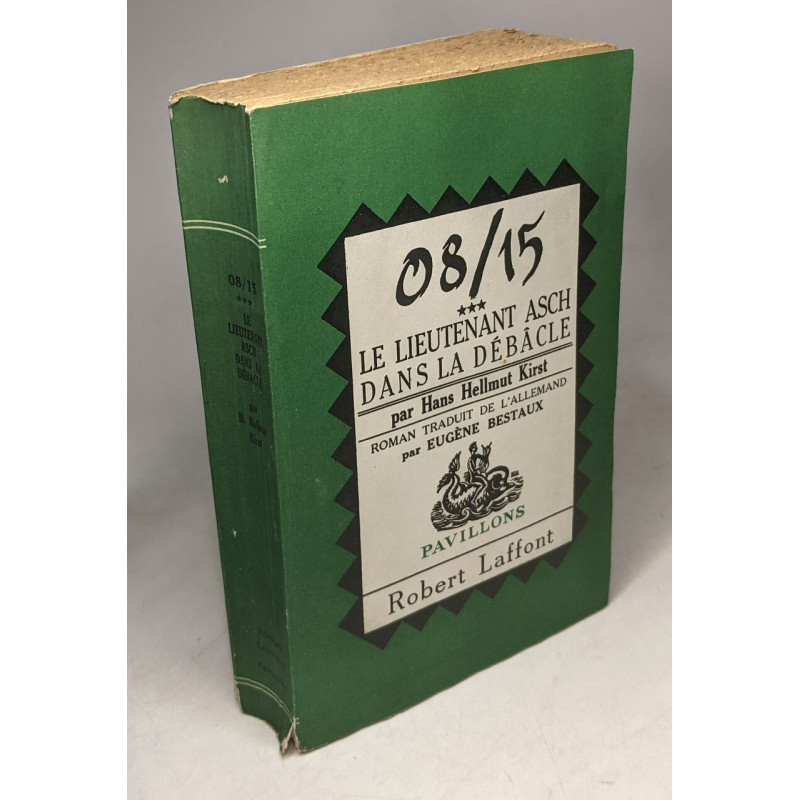 08/15
★★★
LE LIEUTENANT ASCH
DANS LA DÉBÂCLE
par Hans Hellmut Kirst
ROMAN TRADUIT DE L'ALLEMAND
par EUGÈNE BESTAUX
PAVILLONS
Robert Laffont
08/15
★★★
LE
LIEUTENANT
ASCH
DANS LA
DÉBÂCLE
par
Kirst